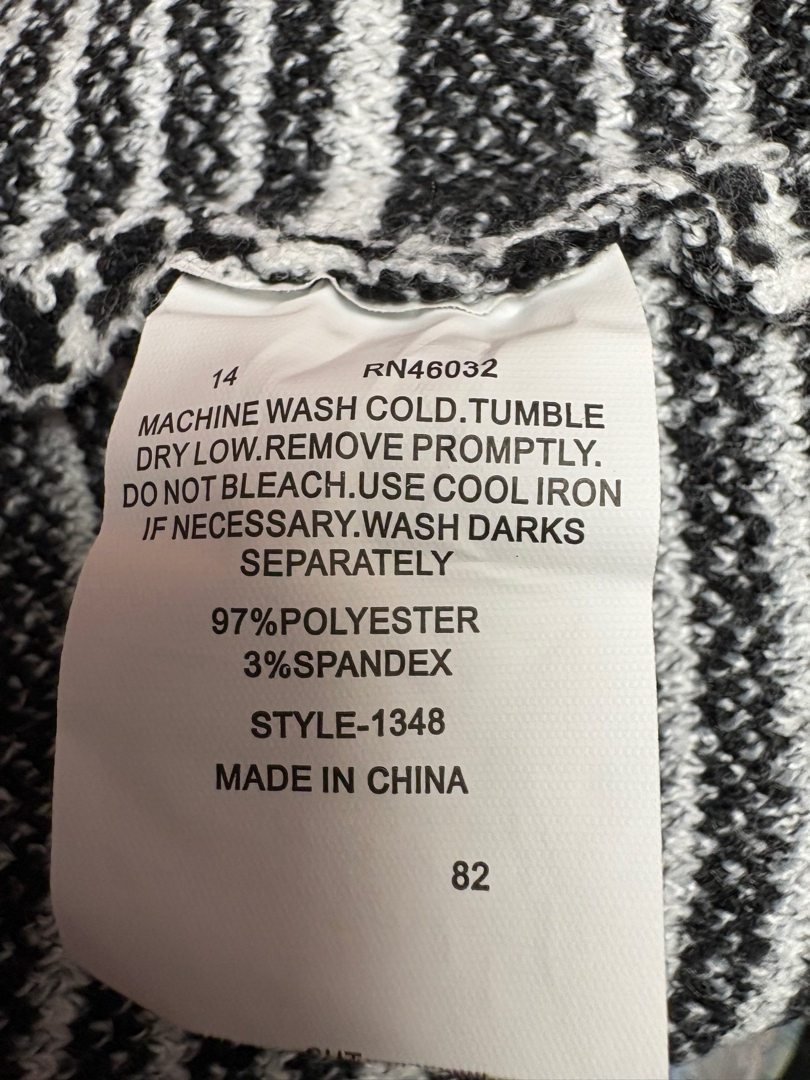 14 RN46032
MACHINE WASH COLD.TUMBLE
DRY LOW.REMOVE PROMPTLY.
DO NOT BLEACH.USE COOL IRON
IF NECESSARY.WASH DARKS
SEPARATELY
97%POLYESTER
3%SPANDEX
STYLE-1348
MADE IN CHINA
82